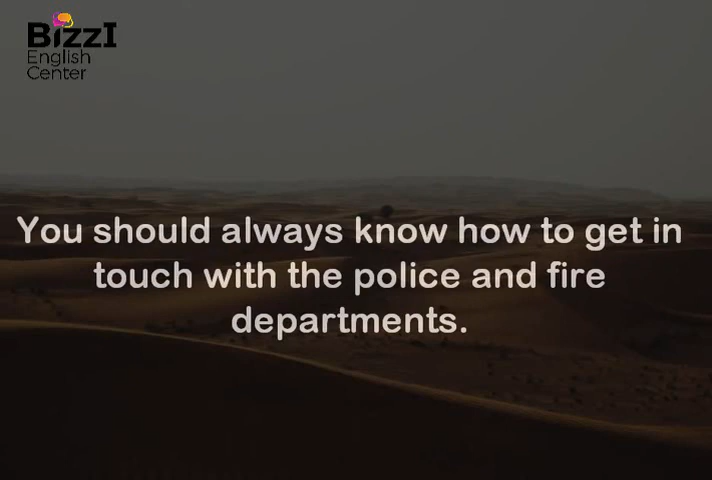 BizzI
English
Center
You should always know how to get in
touch with the police and fire
departments.